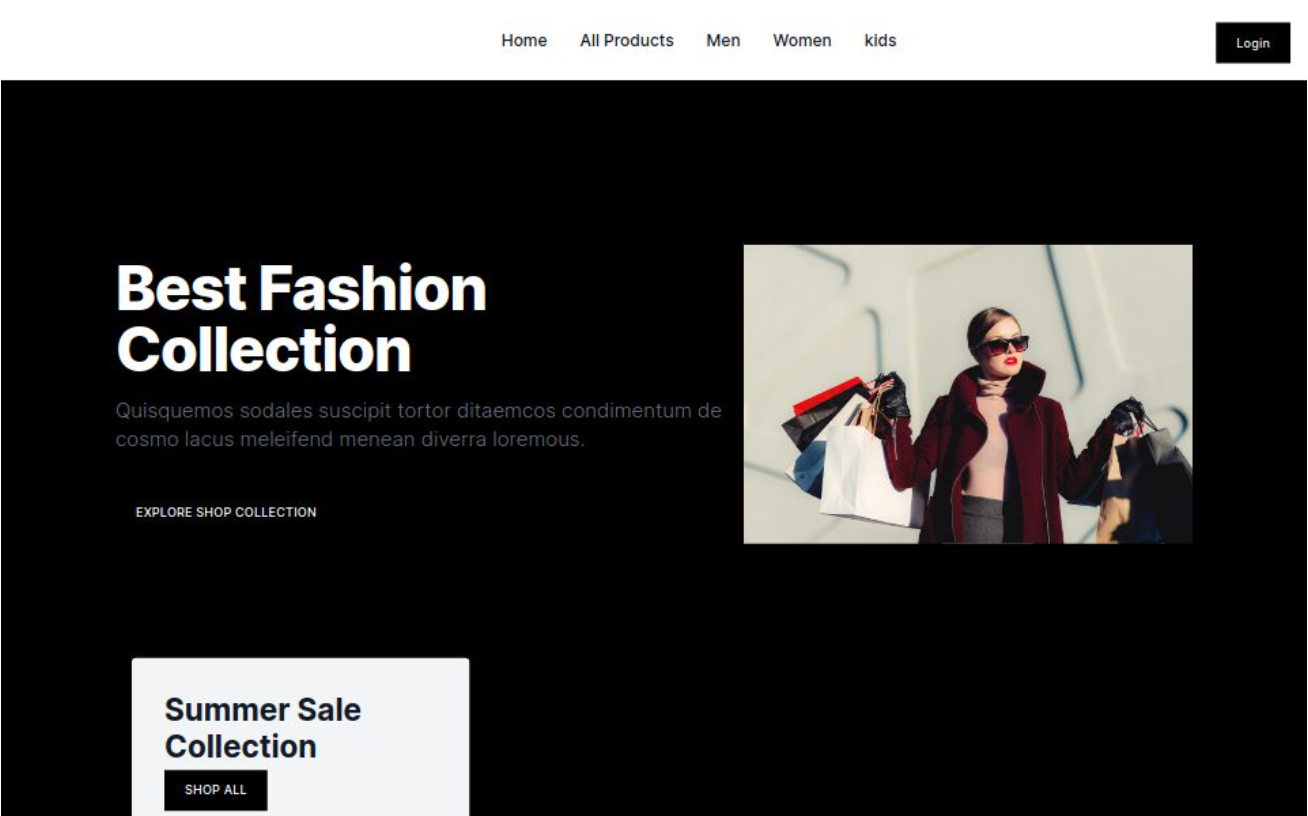 Home All Products Men Women kids Login
Best Fashion
Collection
Quisquemos sodales suscipit tortor ditaemcos condimentum de
cosmo lacus meleifend menean diverra loremous.
EXPLORE SHOP COLLECTION
Summer Sale
Collection
SHOP ALL